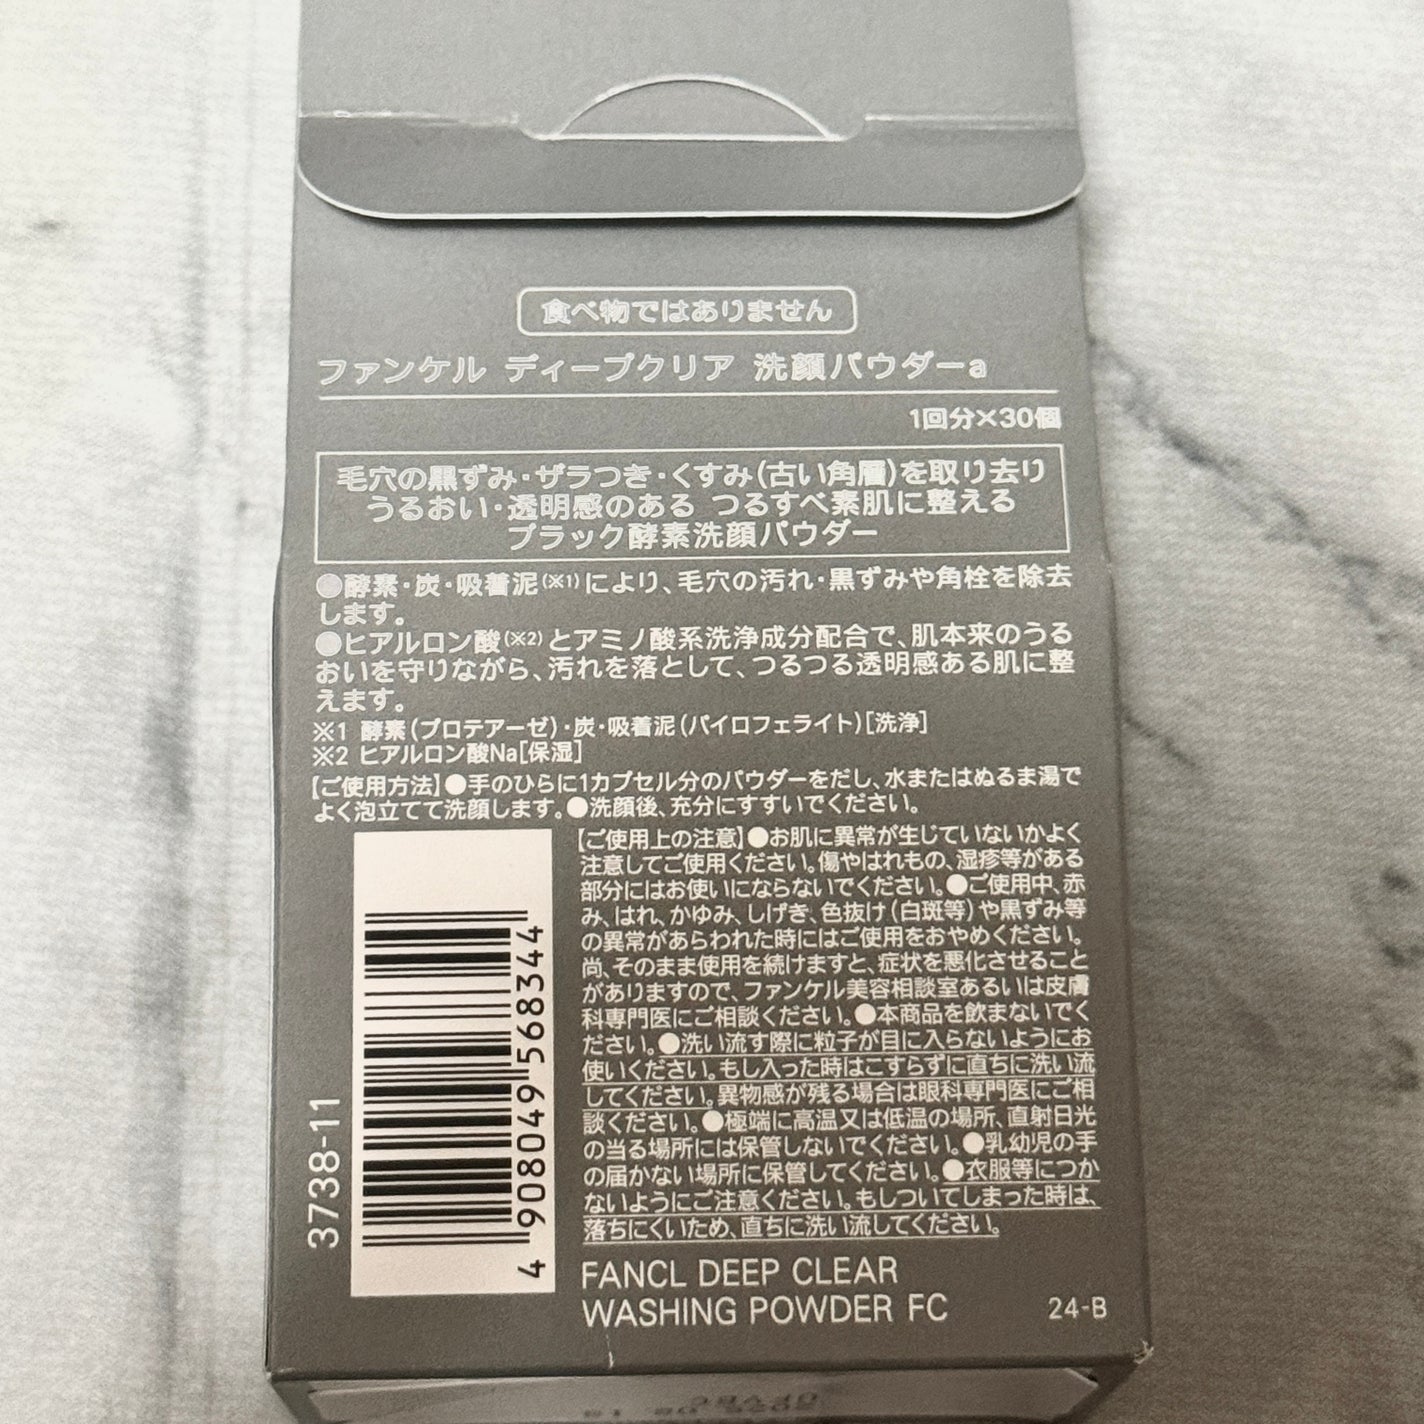 食べ物ではありません
ファンケル ディープクリア 洗顔パウダーa
1回分×30個
毛穴の黒ずみ・ザラつき・くすみ(古い角層)を取り去り
うるおい・透明感のある つるすべ素肌に整える
ブラック酵素洗顔パウダー
●酵素・炭・吸着泥(※1)により、毛穴の汚れ・黒ずみや角栓を除去
します。
●ヒアルロン酸(※2)とアミノ酸系洗浄成分配合で、肌本来のうる
おいを守りながら、汚れを落として、つるつる透明感ある肌に整
えます。
※1 酵素(プロテアーゼ)・炭・吸着泥(パイロフェライト)[洗浄]
※2 ヒアルロン酸Na[保湿]
【ご使用方法】●手のひらに1カプセル分のパウダーをだし、水またはぬるま湯で
よく泡立てて洗顔します。●洗顔後、充分にすすいでください。
【ご使用上の注意】●お肌に異常が生じていないかよく
注意してご使用ください。傷やはれもの、湿疹等がある
部分にはお使いにならないでください。●ご使用中、赤
み、はれ、かゆみ、しげき、色抜け(白斑等)や黒ずみ等
の異常があらわれた時にはご使用をおやめください。
尚、そのまま使用を続けますと、症状を悪化させること
がありますので、ファンケル美容相談室あるいは皮膚
科専門医にご相談ください。●本商品を飲まないでく
ださい。●洗い流す際に粒子が目に入らないようにお
使いください。もし入った時はこすらずに直ちに洗い流
してください。異物感が残る場合は眼科専門医にご相
談ください。●極端に高温又は低温の場所、直射日光
の当る場所には保管しないでください。●乳幼児の手
の届かない場所に保管してください。●衣服等につか
ないようにご注意ください。もしついてしまった時は、
落ちにくいため、直ちに洗い流してください。
3738-11
4 908049 568344
FANCL DEEP CLEAR
WASHING POWDER FC
24-B